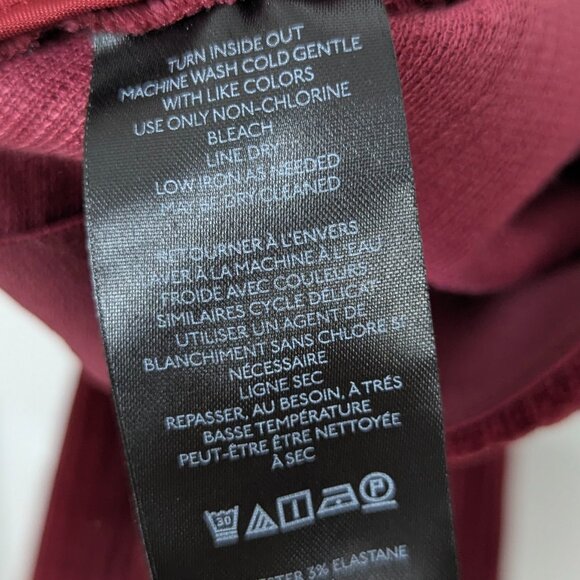 TURN INSIDE OUT
MACHINE WASH COLD GENTLE
WITH LIKE COLORS
USE ONLY NON-CHLORINE
BLEACH
LINE DRY
LOW IRON AS NEEDED
MAY BE DRY CLEANED
RETOURNER À L'ENVERS
LAVER À LA MACHINE À L'EAU
FROIDE AVEC COULEURS
SIMILAIRES CYCLE DÉLICAT
UTILISER UN AGENT DE
BLANCHIMENT SANS CHLORE SI
NÉCESSAIRE
LIGNE SEC
REPASSER, AU BESOIN, À TRÉS
BASSE TEMPÉRATURE
PEUT-ÊTRE ÊTRE NETTOYÉE
À SEC
30
P
3% ELASTANE